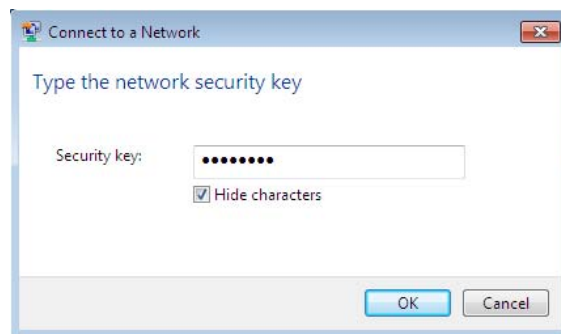 Connect to a Network
Type the network security key
Security key: ●●●●●●●●
Hide characters
OK Cancel